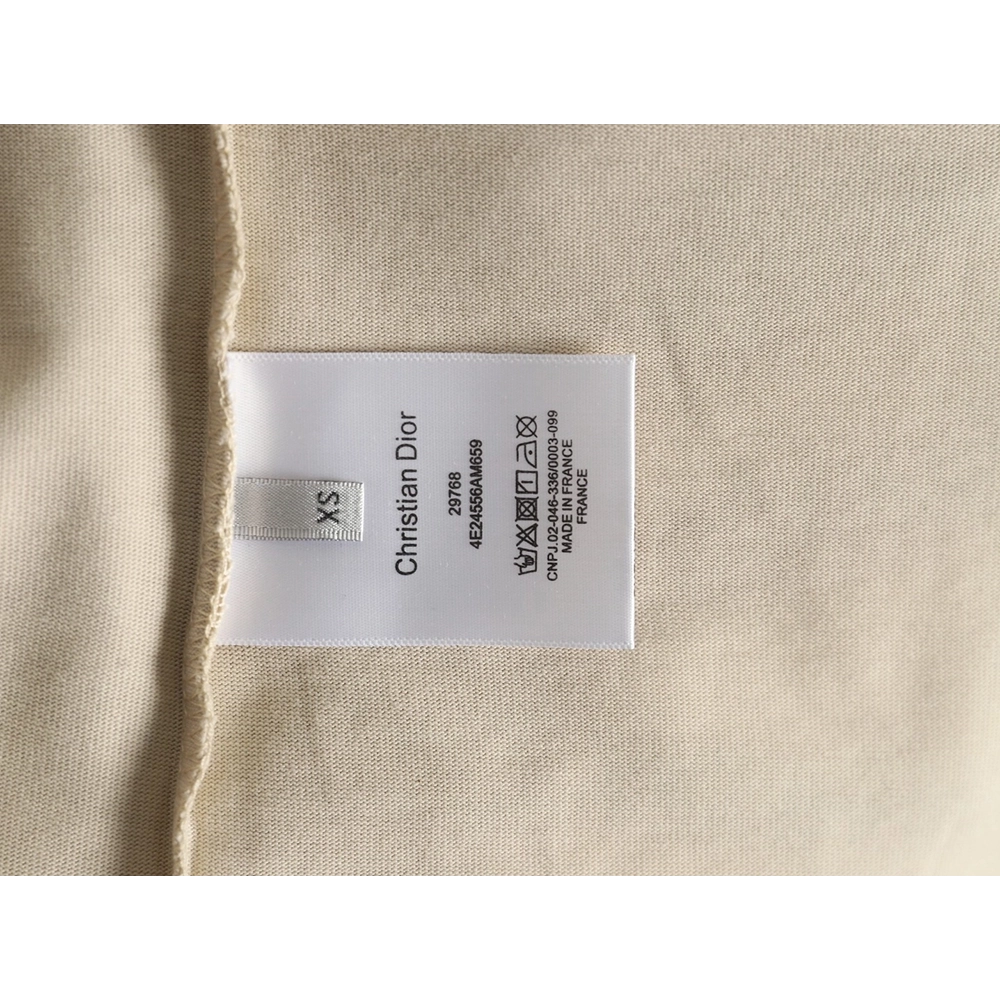 XS
Christian Dior
29768
4E24556AM659
CNPJ.02-046-336/0003-099
MADE IN FRANCE
FRANCE